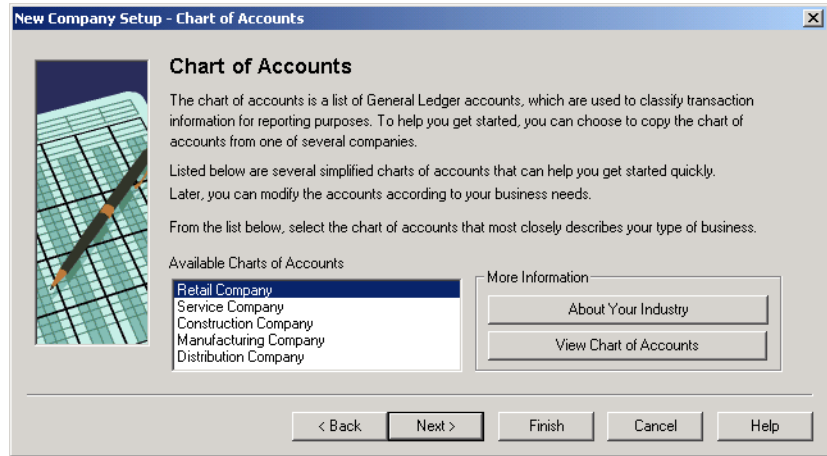 New Company Setup - Chart of Accounts
Chart of Accounts
The chart of accounts is a list of General Ledger accounts, which are used to classify transaction
information for reporting purposes. To help you get started, you can choose to copy the chart of
accounts from one of several companies.
Listed below are several simplified charts of accounts that can help you get started quickly.
Later, you can modify the accounts according to your business needs.
From the list below, select the chart of accounts that most closely describes your type of business.
Available Charts of Accounts
Retail Company
Service Company
Construction Company
Manufacturing Company
Distribution Company
More Information
About Your Industry
View Chart of Accounts
< Back
Next >
Finish
Cancel
Help